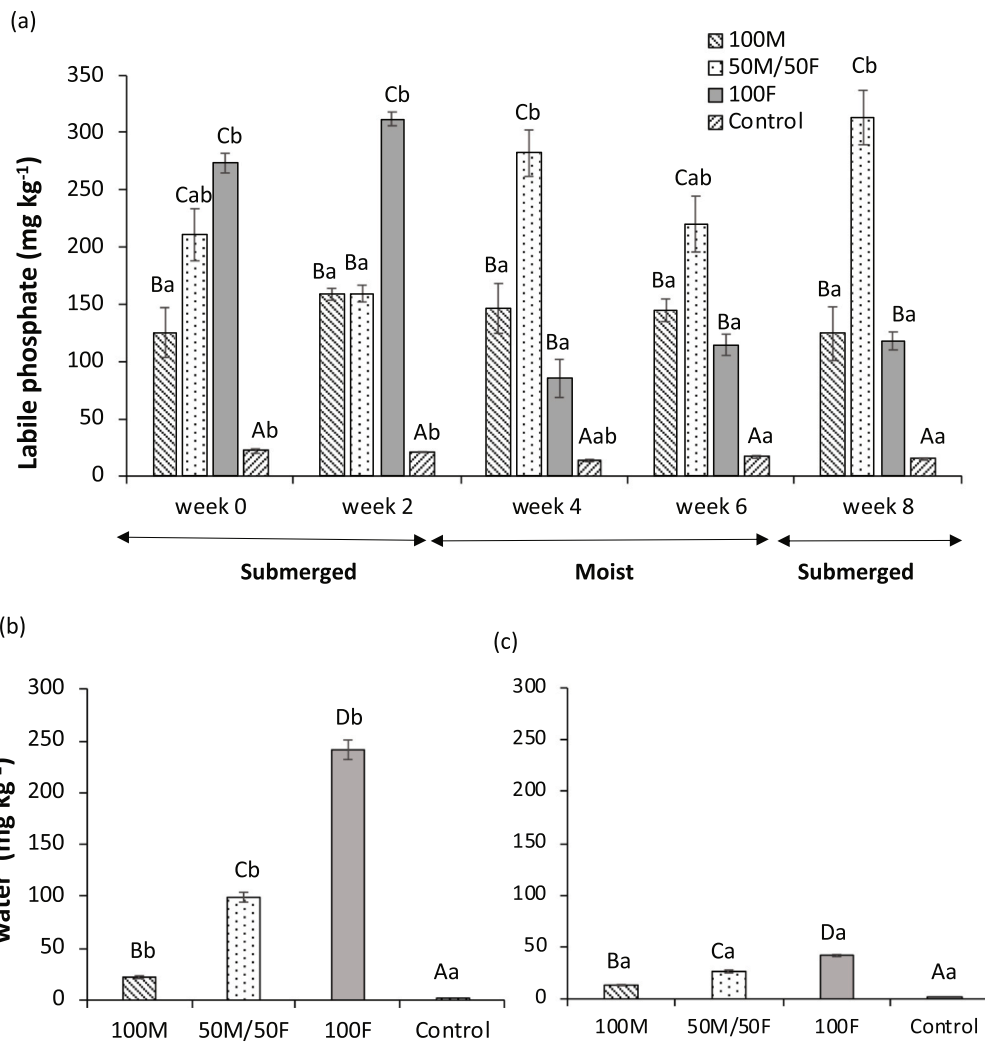 (a)
100M
50M/50F
100F
Control
Labile phosphate (mg kg-1)
350
300
250
200
150
100
50
0
Ba Cab Cb Ab
Ba Ba Cb Ab
Ba Cb Ba Aab
Ba Cab Ba Aa
Ba Cb Ba Aa
week 0 week 2 week 4 week 6 week 8
Submerged Moist Submerged
(b)
water (mg kg-1)
300
250
200
150
100
50
0
Bb Cb Db Aa
100M 50M/50F 100F Control
(c)
300
250
200
150
100
50
0
Ba Ca Da Aa
100M 50M/50F 100F Control